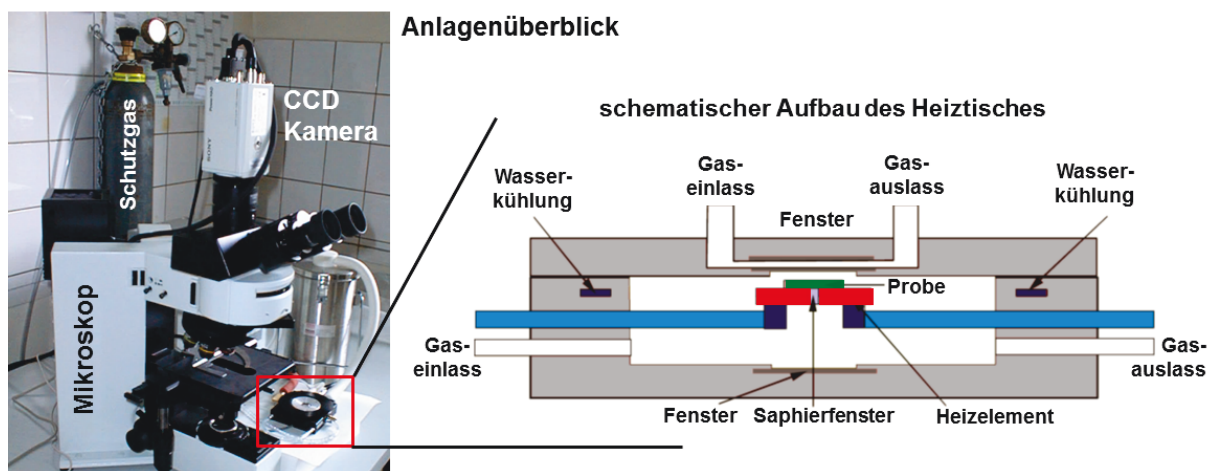 Anlagenüberblick
Schutzgas
CCD
Kamera
Mikroskop
SONY
schematischer Aufbau des Heiztisches
Wasser-
kühlung
Gas-
einlass
Gas-
auslass
Wasser-
kühlung
Fenster
Probe
Gas-
einlass
Gas-
auslass
Fenster
Saphierfenster
Heizelement